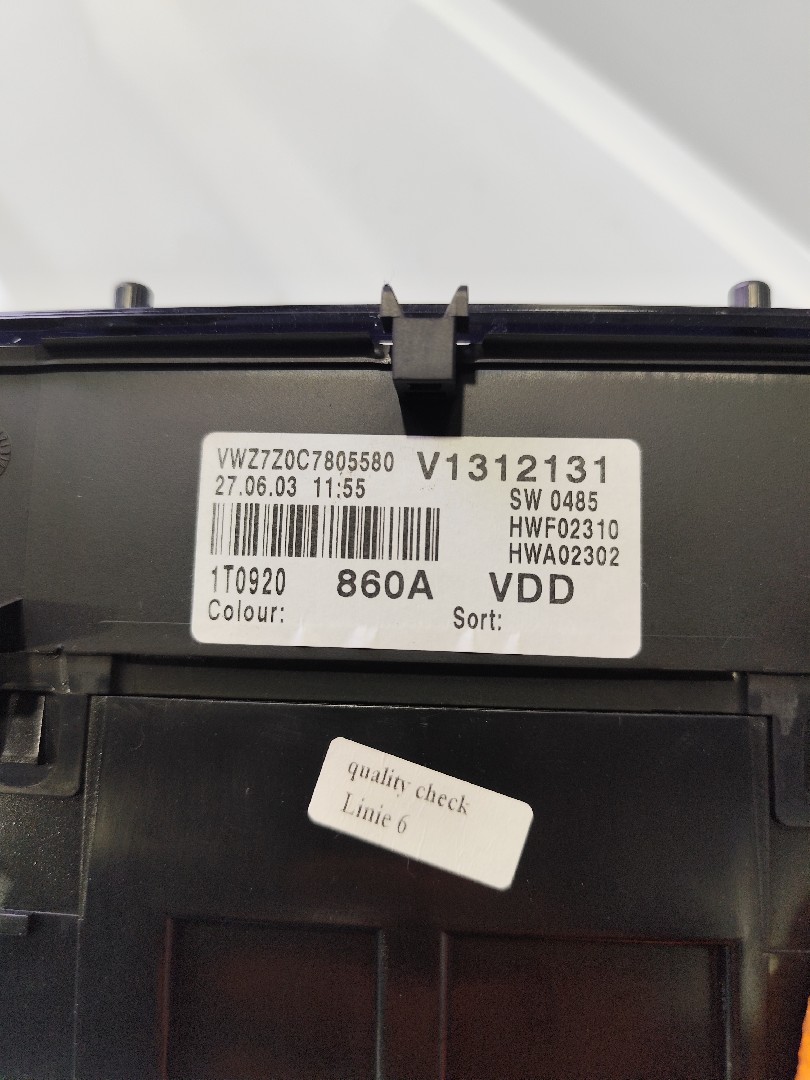 VWZ7Z0C7805580 V1312131
27.06.03 11:55 SW 0485
HWF02310
HWA02302
1T0920 860A VDD
Colour: Sort:
quality check
Linie 6